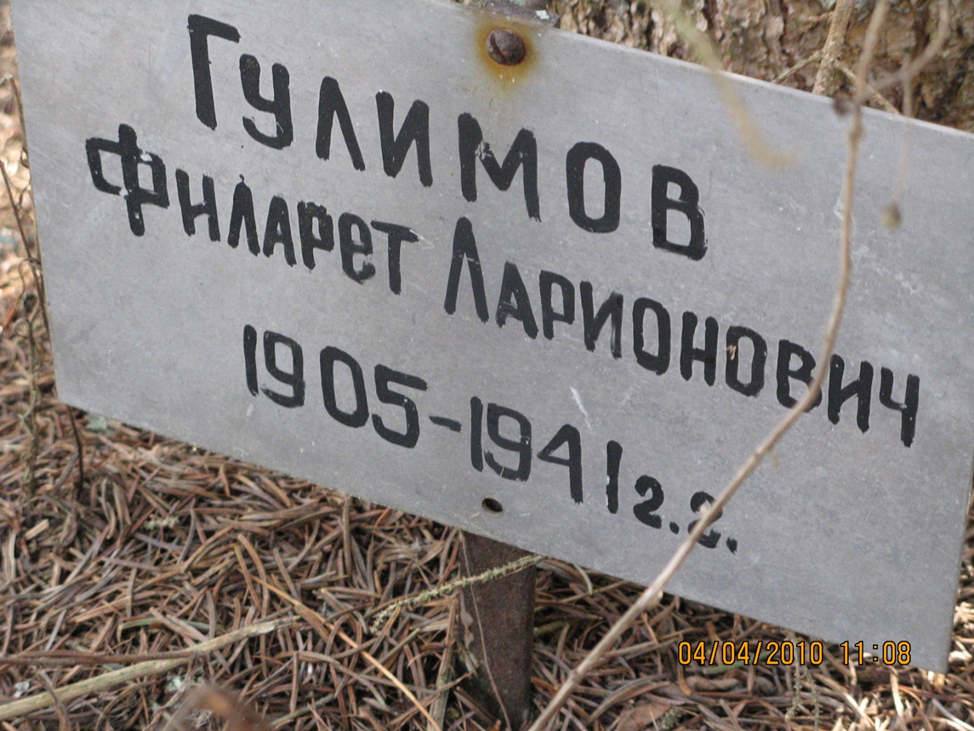 Гулимов
Филарет Ларионович
1905-1941г.г.
04/04/2010 11:08